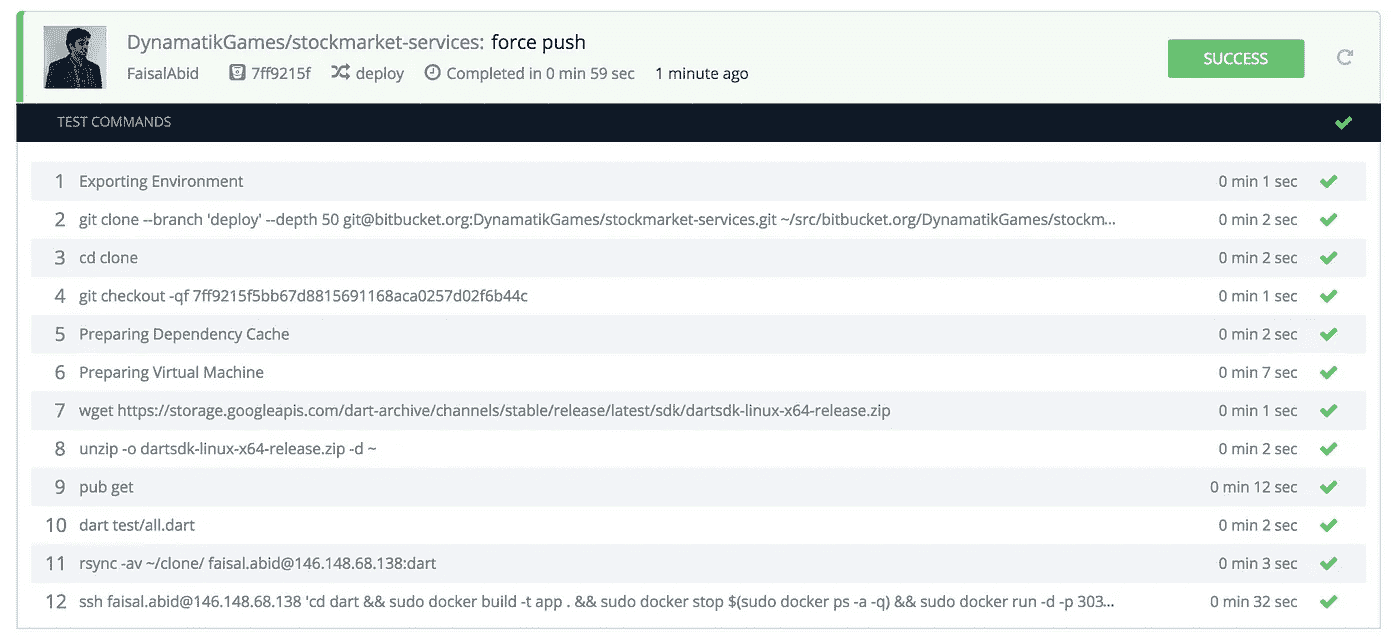 DynamatikGames/stockmarket-services: force push
SUCCESS
FaisalAbid 7ff9215f deploy Completed in 0 min 59 sec 1 minute ago
TEST COMMANDS
1 Exporting Environment 0 min 1 sec
2 git clone --branch 'deploy' --depth 50 git@bitbucket.org:DynamatikGames/stockmarket-services.git ~/src/bitbucket.org/DynamatikGames/stockm... 0 min 2 sec
3 cd clone 0 min 2 sec
4 git checkout -qf 7ff9215f5bb67d8815691168aca0257d02f6b44c 0 min 1 sec
5 Preparing Dependency Cache 0 min 2 sec
6 Preparing Virtual Machine 0 min 7 sec
7 wget https://storage.googleapis.com/dart-archive/channels/stable/release/latest/sdk/dartsdk-linux-x64-release.zip 0 min 1 sec
8 unzip -o dartsdk-linux-x64-release.zip -d ~ 0 min 2 sec
9 pub get 0 min 12 sec
10 dart test/all.dart 0 min 2 sec
11 rsync -av ~/clone/ faisal.abid@146.148.68.138:dart 0 min 3 sec
12 ssh faisal.abid@146.148.68.138 'cd dart && sudo docker build -t app . && sudo docker stop $(sudo docker ps -a -q) && sudo docker run -d -p 303... 0 min 32 sec